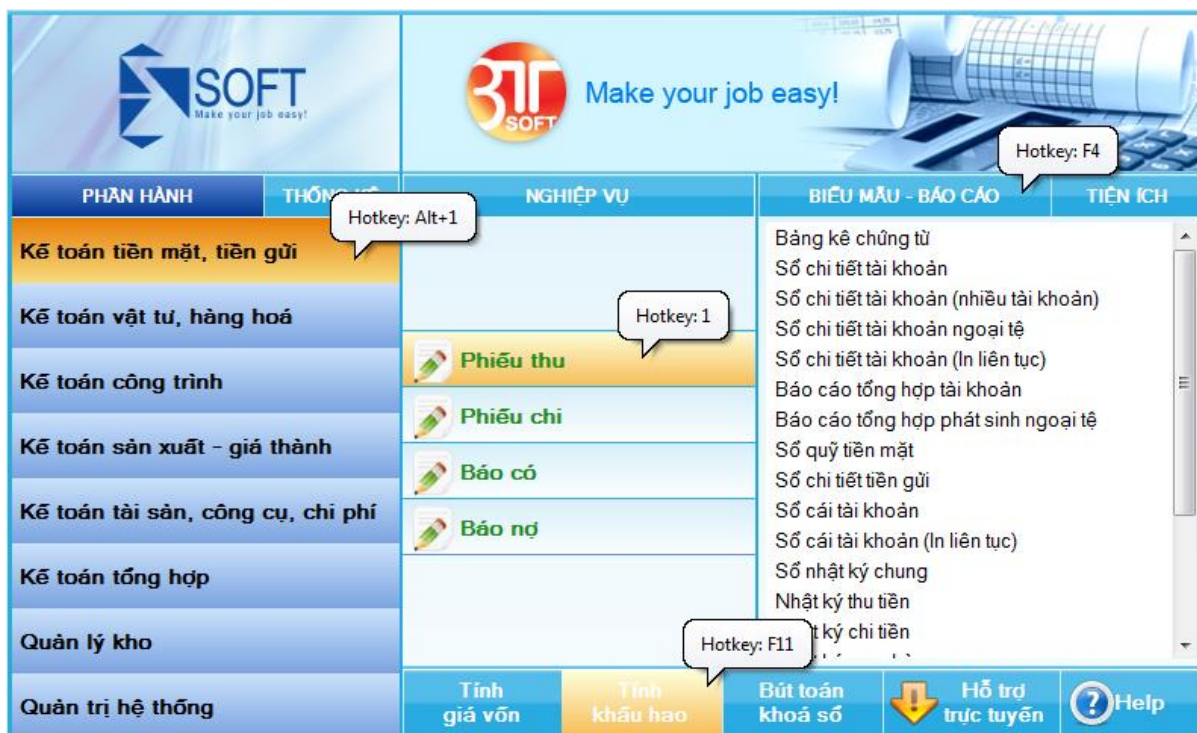 SOFT
Make your job easy!
3TSOFT
Make your job easy!
Hotkey: F4
PHẦN HÀNH
NGHIỆP VỤ
BIỂU MẪU - BÁO CÁO
TIỆN ÍCH
Hotkey: Alt+1
Kế toán tiền mặt, tiền gửi
Kế toán vật tư, hàng hoá
Kế toán công trình
Kế toán sản xuất - giá thành
Kế toán tài sản, công cụ, chi phí
Kế toán tổng hợp
Quản lý kho
Quản trị hệ thống
Hotkey: 1
Phiếu thu
Phiếu chi
Báo có
Báo nợ
Bảng kê chứng từ
Sổ chi tiết tài khoản
Sổ chi tiết tài khoản (nhiều tài khoản)
Sổ chi tiết tài khoản ngoại tệ
Sổ chi tiết tài khoản (In liên tục)
Báo cáo tổng hợp tài khoản
Báo cáo tổng hợp phát sinh ngoại tệ
Sổ quỹ tiền mặt
Sổ chi tiết tiền gửi
Sổ cái tài khoản
Sổ cái tài khoản (In liên tục)
Sổ nhật ký chung
Nhật ký thu tiền
ký chi tiền
Hotkey: F11
Tính
giá vốn
Tính
khấu hao
Bút toán
khoá sổ
Hỗ trợ
trực tuyến
Help